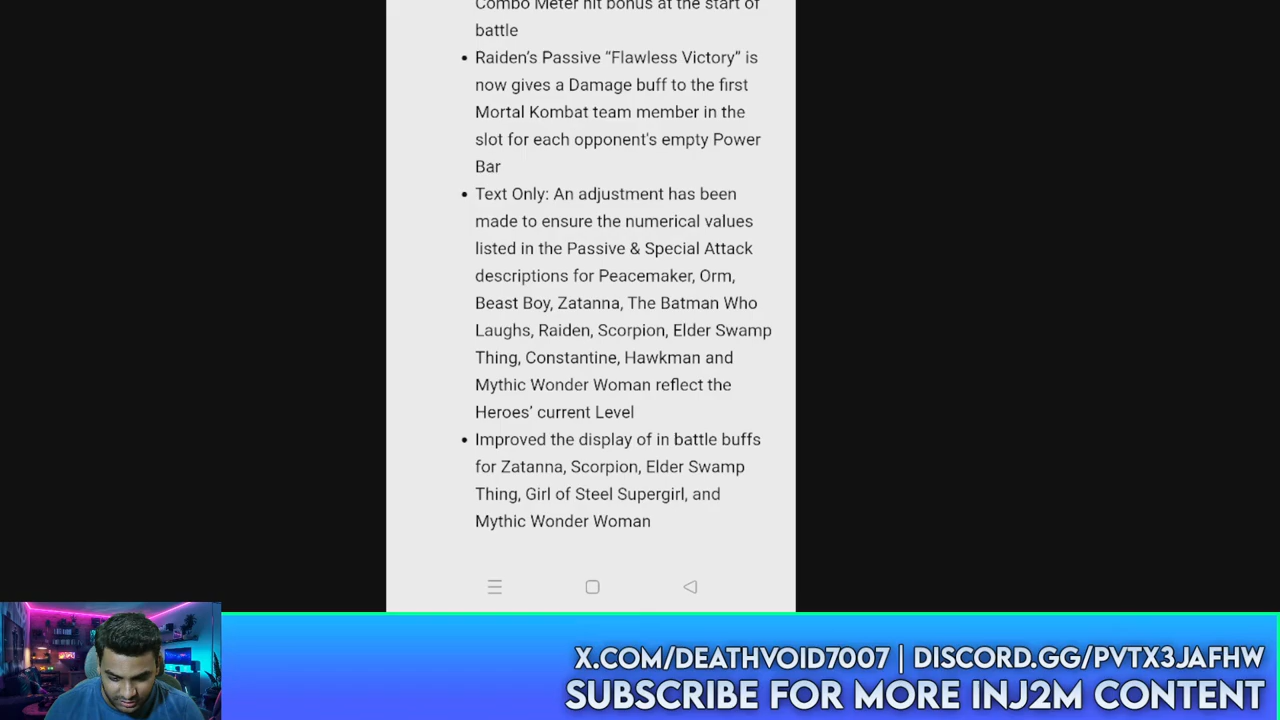 Combo Meter hit bonus at the start of
battle
• Raiden's Passive “Flawless Victory” is
now gives a Damage buff to the first
Mortal Kombat team member in the
slot for each opponent's empty Power
Bar
• Text Only: An adjustment has been
made to ensure the numerical values
listed in the Passive & Special Attack
descriptions for Peacemaker, Orm,
Beast Boy, Zatanna, The Batman Who
Laughs, Raiden, Scorpion, Elder Swamp
Thing, Constantine, Hawkman and
Mythic Wonder Woman reflect the
Heroes’ current Level
• Improved the display of in battle buffs
for Zatanna, Scorpion, Elder Swamp
Thing, Girl of Steel Supergirl, and
Mythic Wonder Woman
X.COM/DEATHVOID7007 | DISCORD.GG/PVTX3JAFHW
SUBSCRIBE FOR MORE INJ2M CONTENT